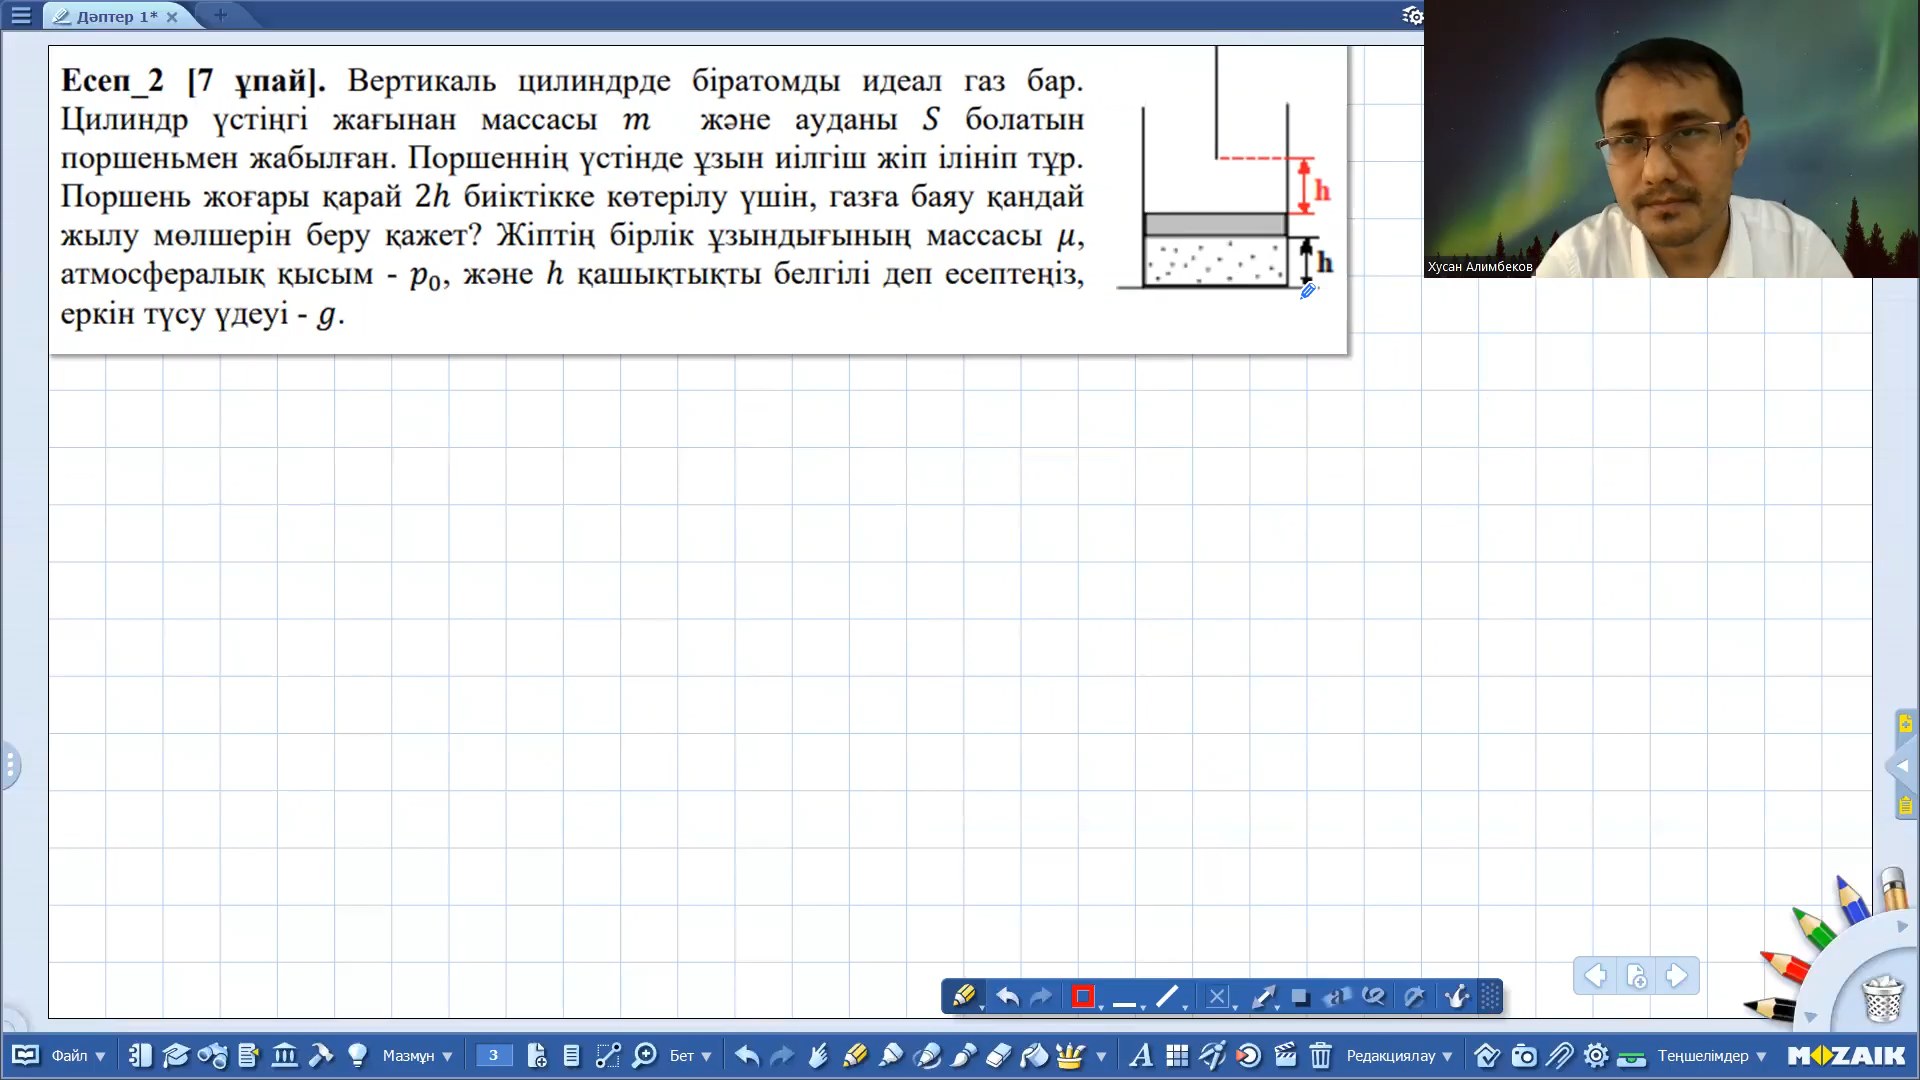 Дәптер 1*
Есеп_2 [7 ұпай]. Вертикаль цилиндрде біратомды идеал газ бар.
Цилиндр үстіңгі жағынан массасы m және ауданы S болатын
поршеньмен жабылған. Поршеннің үстінде ұзын иілгіш жіп ілініп тұр.
Поршень жоғары қарай 2h биіктікке көтерілу үшін, газға баяу қандай
жылу мөлшерін беру қажет? Жіптің бірлік ұзындығының массасы μ,
атмосфералық қысым - p₀, және h қашықтықты белгілі деп есептеңіз,
еркін түсу үдеуі - g.
h
h
Хусан Алимбеков
Файл
Мазмұн
3
Бет
Редакциялау
Теңшелімдер
MOZAIK